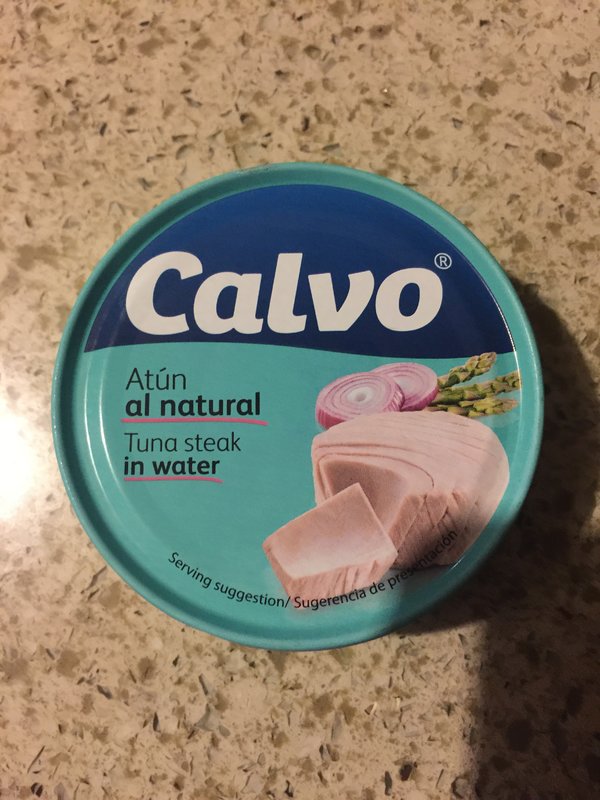 Calvo®
Atún
al natural
Tuna steak
in water
Serving suggestion/ Sugerencia de presentación